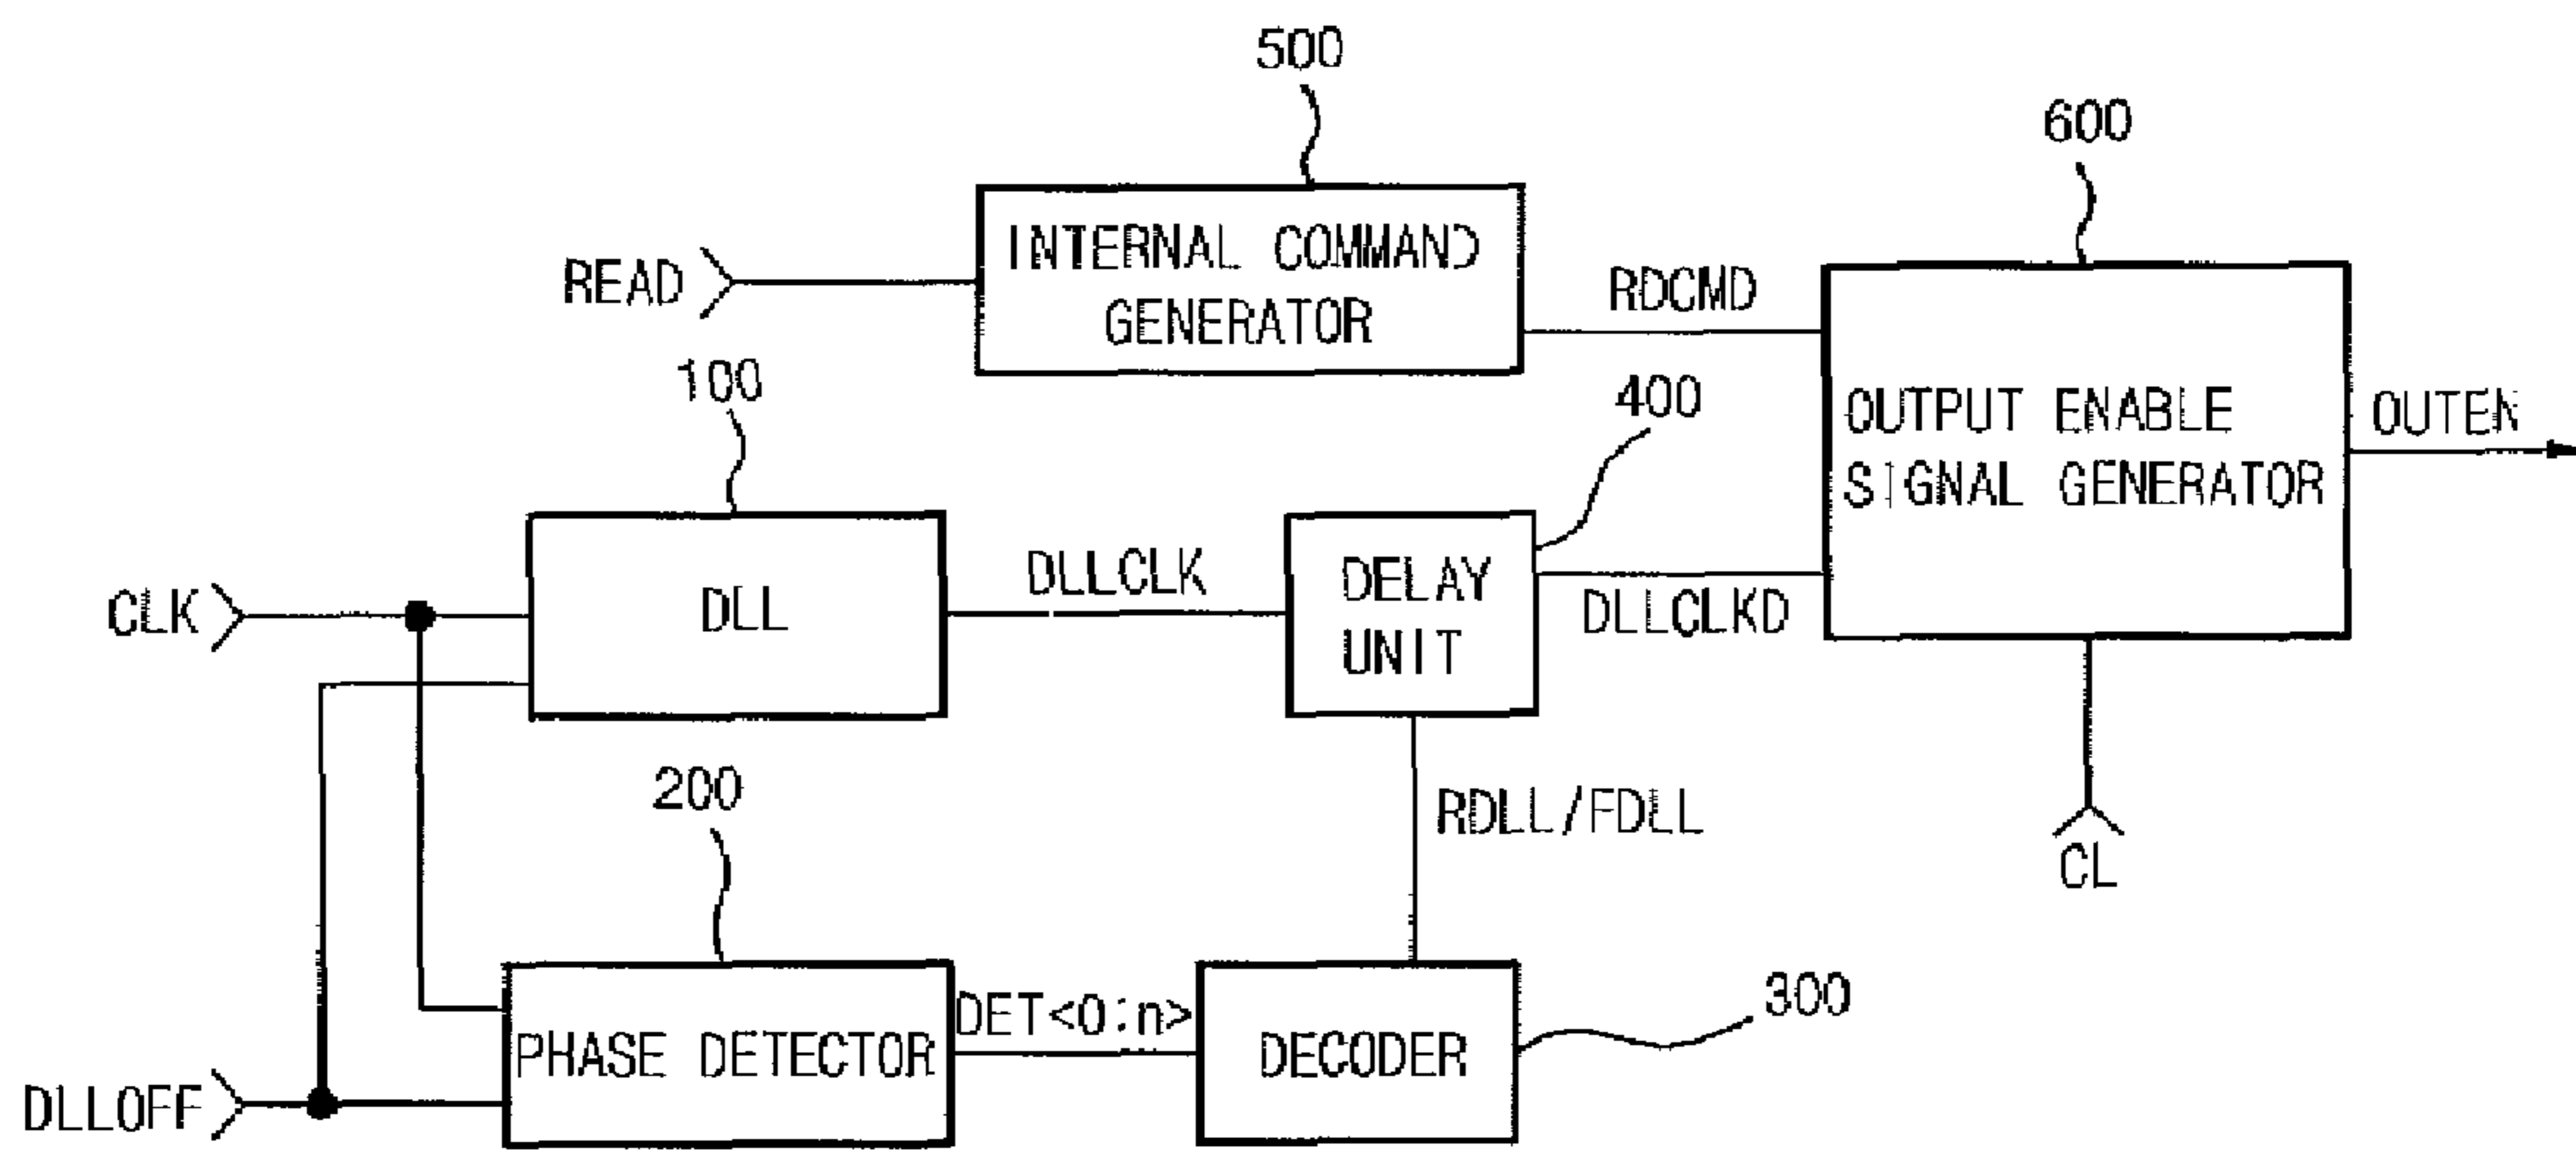 500
600
INTERNAL COMMAND
GENERATOR
READ
RDCMD
100
400
OUTPUT ENABLE
SIGNAL GENERATOR
OUTEN
CLK
DLL
DLLCLK
DELAY
UNIT
DLLCLKD
200
RDLL/FDLL
CL
300
DLLOFF
PHASE DETECTOR
DET<0:n>
DECODER